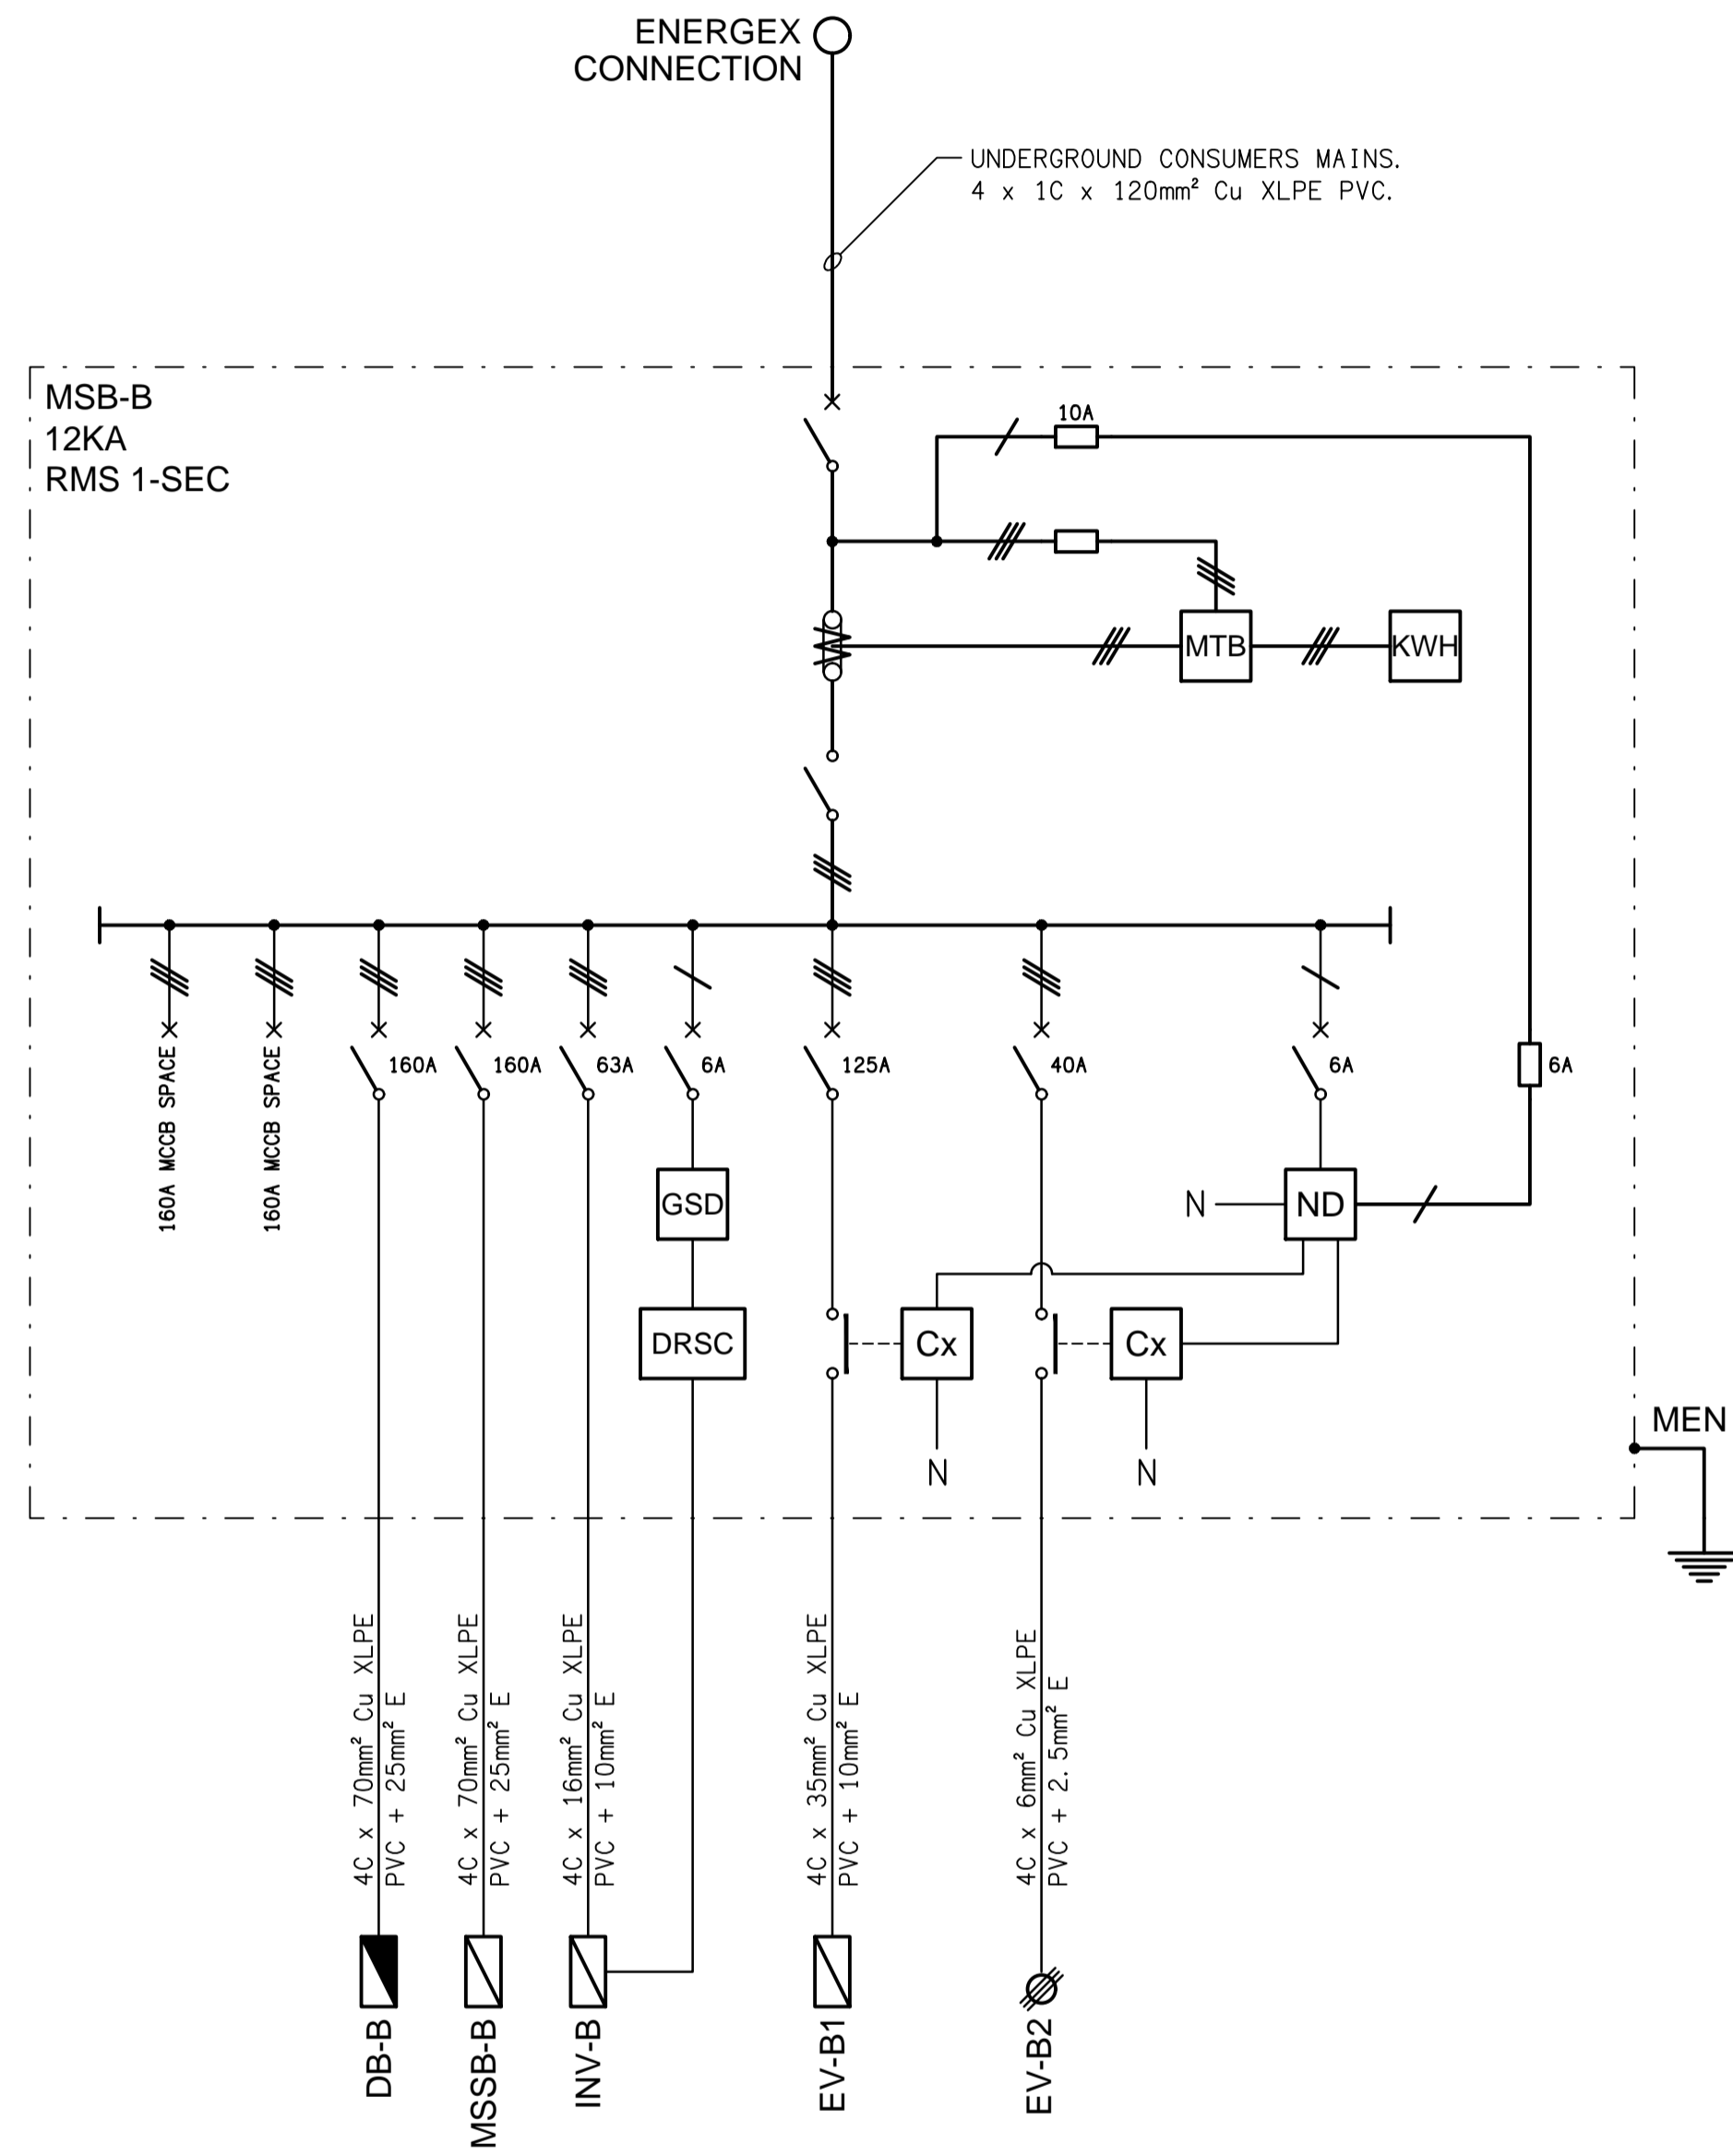 ENERGEX
CONNECTION
UNDERGROUND CONSUMERS MAINS.
4 x 1C x 120mm² Cu XLPE PVC.
MSB-B
12KA
RMS 1-SEC
10A
MTB
KWH
160A MCCB SPACE
160A MCCB SPACE
160A
160A
63A
6A
125A
40A
6A
6A
GSD
N
ND
DRSC
Cx
Cx
N
N
MEN
4C x 70mm² Cu XLPE
PVC + 25mm² E
4C x 70mm² Cu XLPE
PVC + 25mm² E
4C x 16mm² Cu XLPE
PVC + 10mm² E
4C x 35mm² Cu XLPE
PVC + 10mm² E
4C x 6mm² Cu XLPE
PVC + 2.5mm² E
DB-B
MSSB-B
INV-B
EV-B1
EV-B2